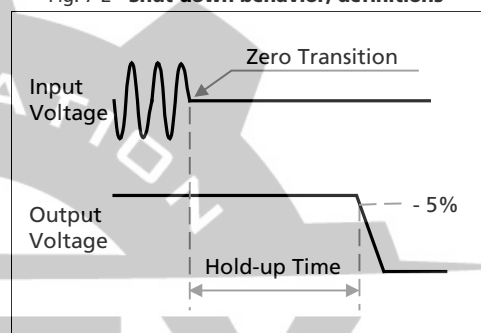 Fig. 7-2 Shut down behavior, definitions
Zero Transition
Input
Voltage
Output
Voltage
- 5%
Hold-up Time